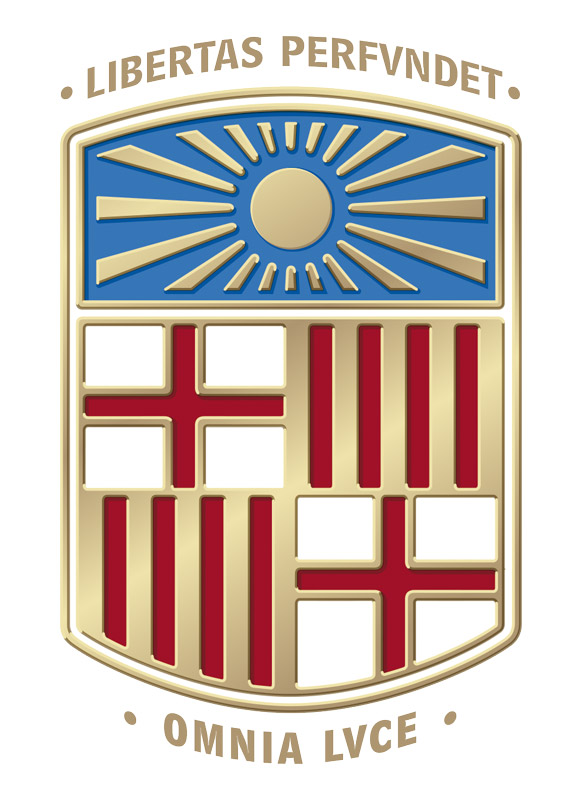 • LIBERTAS PERFVNDET •
• OMNIA LVCE •